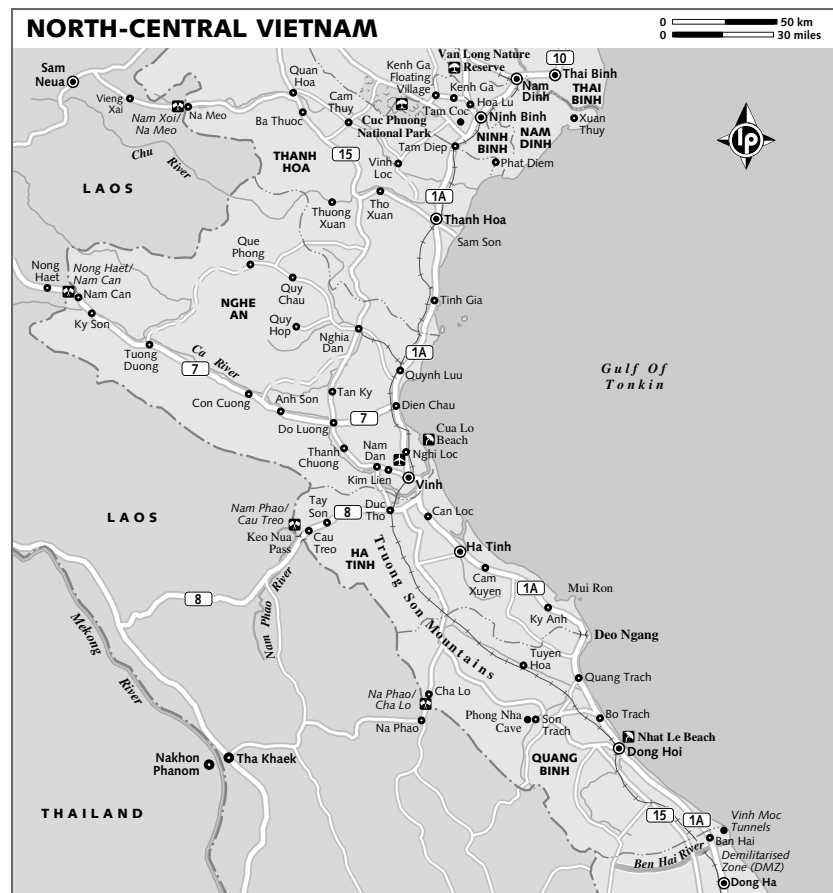 NORTH-CENTRAL VIETNAM
0 50 km
0 30 miles
Sam
Neua
Vieng
Xai
Nam Xoi/
Na Meo
Na Meo
Quan
Hoa
Ba Thuoc
Cam
Thuy
Kenh Ga
Floating
Village
Van Long Nature
Reserve
Kenh Ga
Hoa Lu
Tam Coc
Cuc Phuong
National Park
10
Nam
Dinh
Thai Binh
THAI
BINH
Xuan
Thuy
Ninh Binh
NINH
BINH
NAM
DINH
Tam Diep
Phat Diem
lp
Chu
River
THANH
HOA
15
Vinh
Loc
LAOS
Thuong
Xuan
Tho
Xuan
1A
Thanh Hoa
Sam Son
Que
Phong
Nong
Haet
Nong Haet/
Nam Can
Nam Can
Ky Son
NGHE
AN
Quy
Chau
Quy
Hop
Tinh Gia
Tuong
Duong
Nghia
Dan
1A
Ca River
7
Quynh Luu
Gulf Of
Tonkin
Con Cuong
Anh Son
Tan Ky
7
Dien Chau
Do Luong
Cua Lo
Beach
Thanh
Chuong
Nam
Dan
Nghi Loc
Kim Lien
Vinh
LAOS
Nam Phao/
Cau Treo
Tay
Son
8
Duc
Tho
Can Loc
Keo Nua
Pass
Cau
Treo
HA
TINH
Ha Tinh
Cam
Xuyen
1A
Mui Ron
Ky Anh
Truong Son Mountains
Deo Ngang
8
Nam Phao River
Mekong
River
Tuyen
Hoa
Quang Trach
Na Phao/
Cha Lo
Cha Lo
Na Phao
Phong Nha
Cave
Son
Trach
Bo Trach
Nhat Le Beach
Dong Hoi
Nakhon
Phanom
Tha Khaek
QUANG
BINH
THAILAND
15
1A
Vinh Moc
Tunnels
Ban Hai
Ben Hai River
Demilitarised
Zone (DMZ)
Dong Ha